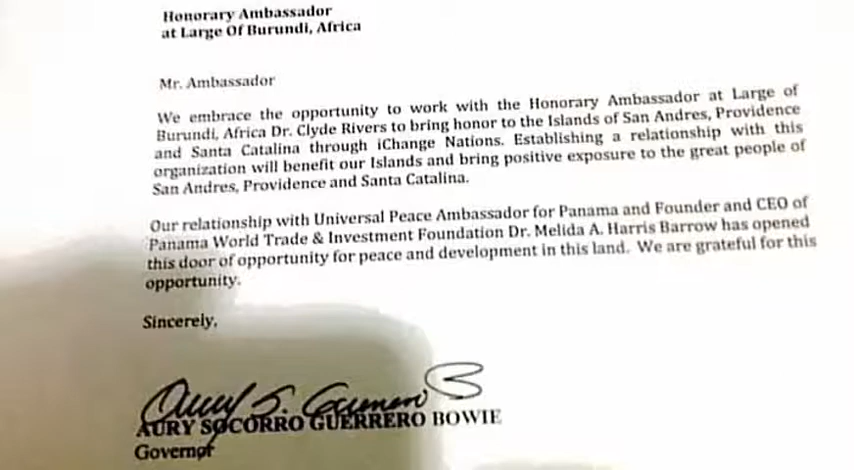 Honorary Ambassador
at Large Of Burundi, Africa
Mr. Ambassador
We embrace the opportunity to work with the Honorary Ambassador at Large of
Burundi, Africa Dr. Clyde Rivers to bring honor to the Islands of San Andres, Providence
and Santa Catalina through iChange Nations. Establishing a relationship with this
organization will benefit our Islands and bring positive exposure to the great people of
San Andres, Providence and Santa Catalina.
Our relationship with Universal Peace Ambassador for Panama and Founder and CEO of
Panama World Trade & Investment Foundation Dr. Melida A. Harris Barrow has opened
this door of opportunity for peace and development in this land. We are grateful for this
opportunity.
Sincerely,
AURY SOCORRO GUERRERO BOWIE
Governor